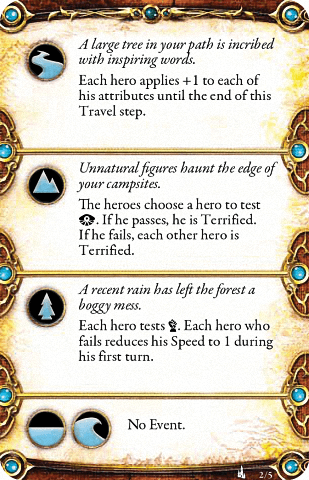 A large tree in your path is incribed
with inspiring words.
Each hero applies +1 to each of
his attributes until the end of this
Travel step.
Unnatural figures haunt the edge of
your campsites.
The heroes choose a hero to test
. If he passes, he is Terrified.
If he fails, each other hero is
Terrified.
A recent rain has left the forest a
boggy mess.
Each hero tests . Each hero who
fails reduces his Speed to 1 during
his first turn.
No Event.
2/5